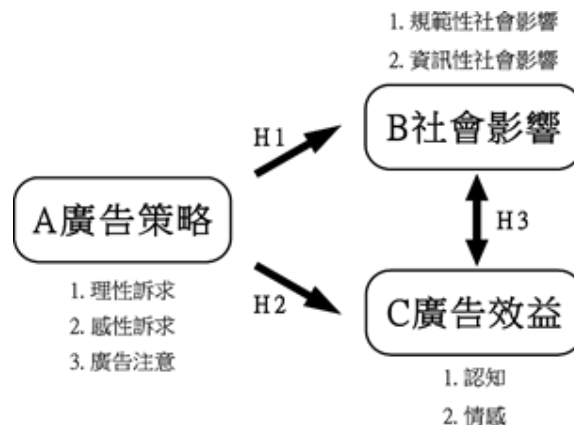 1. 規範性社會影響
2. 資訊性社會影響
B社會影響
H1
A廣告策略
H3
1. 理性訴求
2. 感性訴求
3. 廣告注意
H2
C廣告效益
1. 認知
2. 情感